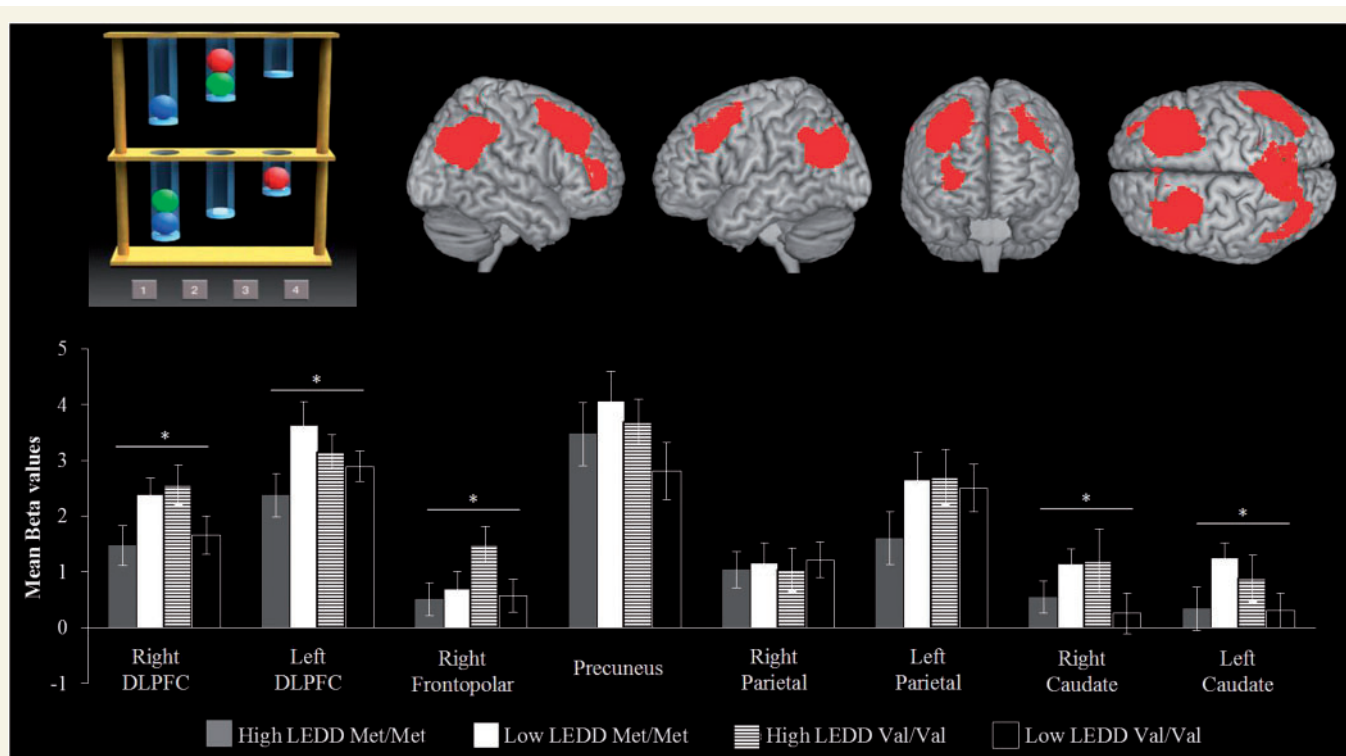 1 2 3 4
5
4
3
2
1
0
-1
Mean Beta values
*
*
*
*
*
Right DLPFC
Left DLPFC
Right Frontopolar
Precuneus
Right Parietal
Left Parietal
Right Caudate
Left Caudate
High LEDD Met/Met Low LEDD Met/Met High LEDD Val/Val Low LEDD Val/Val